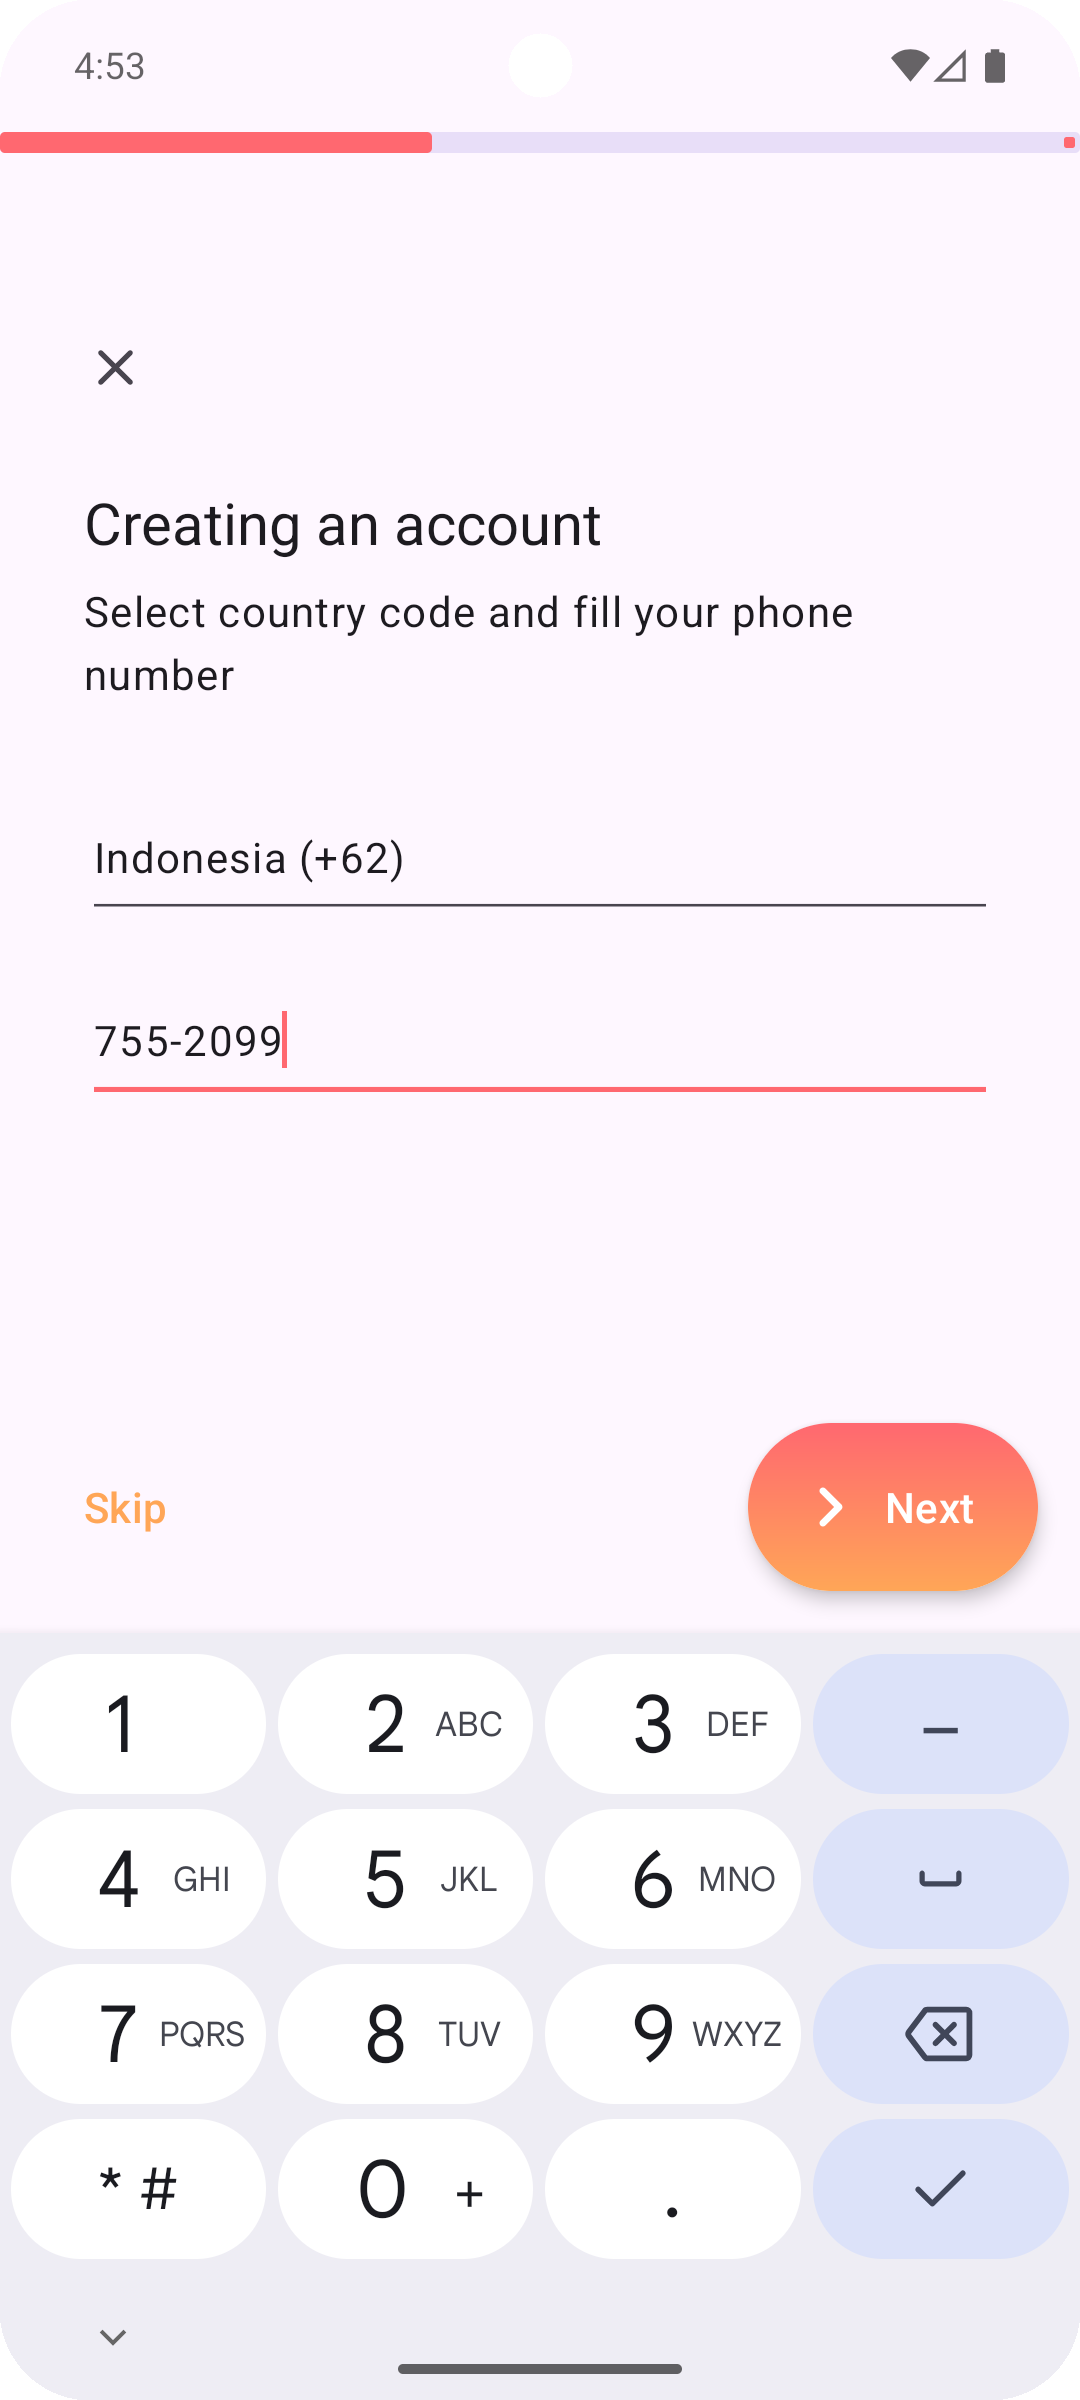 4:53
Creating an account
Select country code and fill your phone
number
Indonesia (+62)
755-2099
Skip
Next
1
2 ABC
3 DEF
–
4 GHI
5 JKL
6 MNO
7 PQRS
8 TUV
9 WXYZ
* #
0 +
.